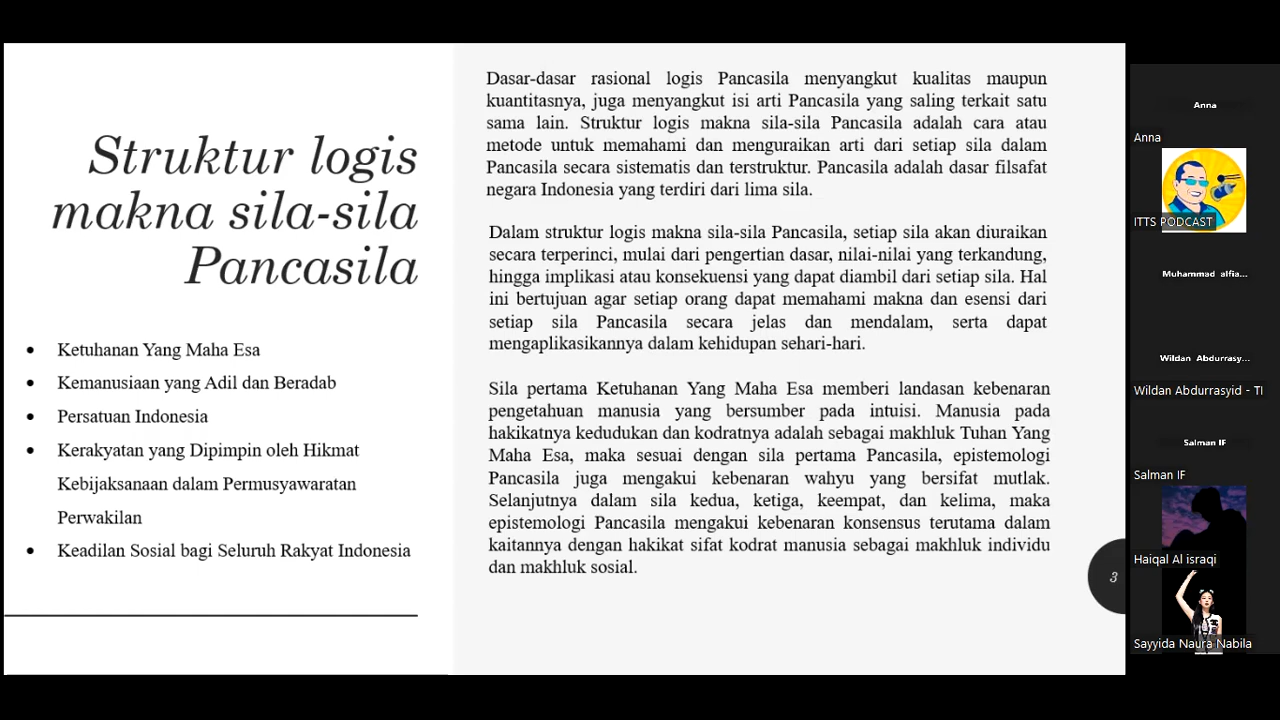 Struktur logis
makna sila-sila
Pancasila
• Ketuhanan Yang Maha Esa
• Kemanusiaan yang Adil dan Beradab
• Persatuan Indonesia
• Kerakyatan yang Dipimpin oleh Hikmat
Kebijaksanaan dalam Permusyawaratan
Perwakilan
• Keadilan Sosial bagi Seluruh Rakyat Indonesia
Dasar-dasar rasional logis Pancasila menyangkut kualitas maupun
kuantitasnya, juga menyangkut isi arti Pancasila yang saling terkait satu
sama lain. Struktur logis makna sila-sila Pancasila adalah cara atau
metode untuk memahami dan menguraikan arti dari setiap sila dalam
Pancasila secara sistematis dan terstruktur. Pancasila adalah dasar filsafat
negara Indonesia yang terdiri dari lima sila.
Dalam struktur logis makna sila-sila Pancasila, setiap sila akan diuraikan
secara terperinci, mulai dari pengertian dasar, nilai-nilai yang terkandung,
hingga implikasi atau konsekuensi yang dapat diambil dari setiap sila. Hal
ini bertujuan agar setiap orang dapat memahami makna dan esensi dari
setiap sila Pancasila secara jelas dan mendalam, serta dapat
mengaplikasikannya dalam kehidupan sehari-hari.
Sila pertama Ketuhanan Yang Maha Esa memberi landasan kebenaran
pengetahuan manusia yang bersumber pada intuisi. Manusia pada
hakikatnya kedudukan dan kodratnya adalah sebagai makhluk Tuhan Yang
Maha Esa, maka sesuai dengan sila pertama Pancasila, epistemologi
Pancasila juga mengakui kebenaran wahyu yang bersifat mutlak.
Selanjutnya dalam sila kedua, ketiga, keempat, dan kelima, maka
epistemologi Pancasila mengakui kebenaran konsensus terutama dalam
kaitannya dengan hakikat sifat kodrat manusia sebagai makhluk individu
dan makhluk sosial.
3
Anna
Anna
ITTS PODCAST
Muhammad alfia...
Wildan Abdurrasy...
Wildan Abdurrasyid - TI
Salman IF
Salman IF
Haiqal Al israqi
Sayyida Naura Nabila